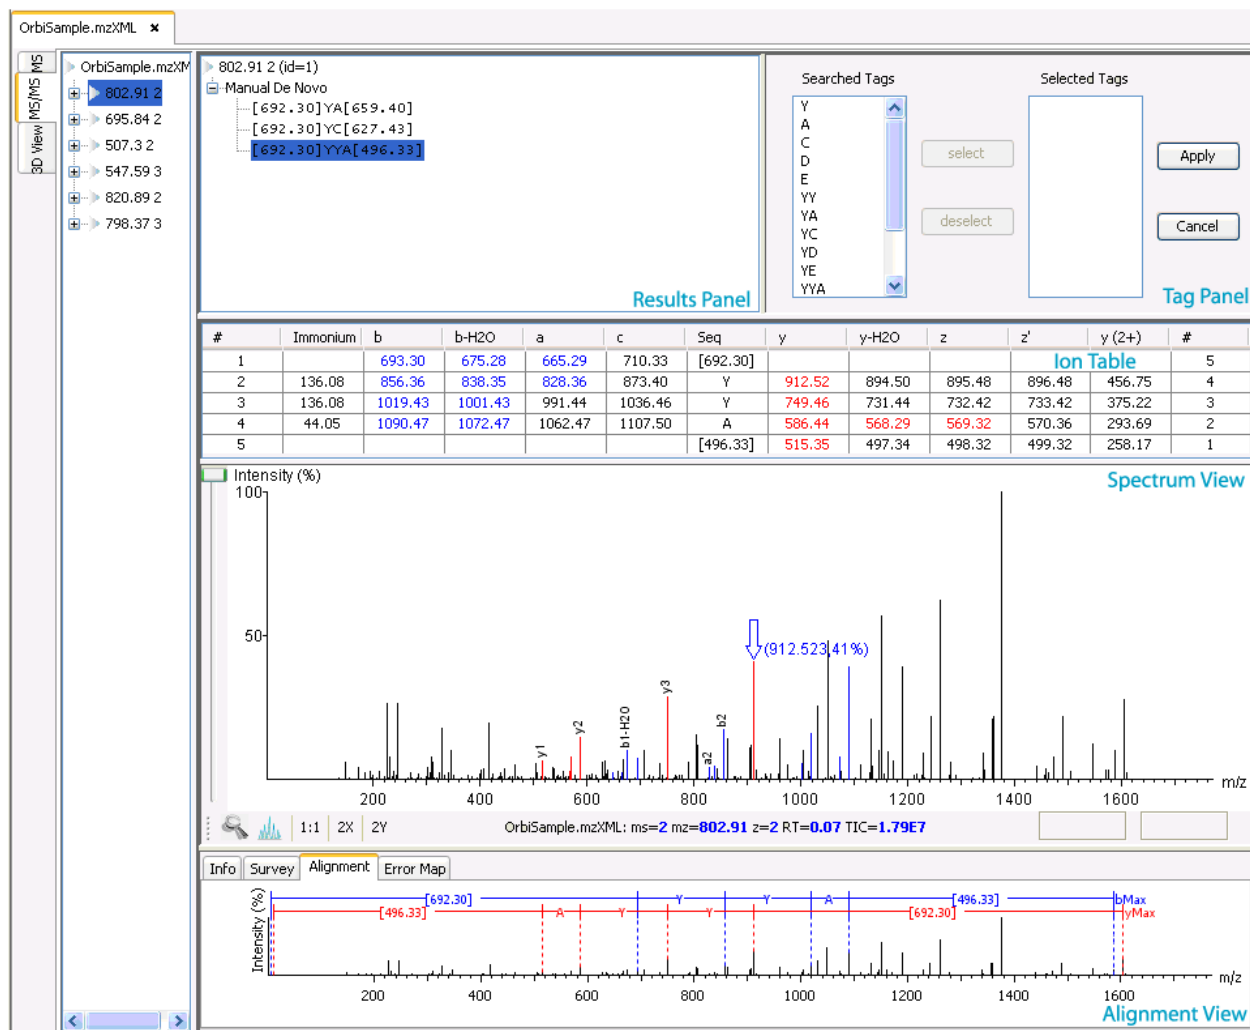 OrbiSample.mzXML ×
MS
MS/MS
3D View
OrbiSample.mzXM
802.91 2
695.84 2
507.3 2
547.59 3
820.89 2
798.37 3
802.91 2 (id=1)
Manual De Novo
[692.30]YA[659.40]
[692.30]YC[627.43]
[692.30]YYA[496.33]
Results Panel
Searched Tags
Selected Tags
Y
A
C
D
E
YY
YA
YC
YD
YE
YYA
select
deselect
Apply
Cancel
Tag Panel
# Immonium b b-H2O a c Seq y y-H2O z z' y (2+) #
1 693.30 675.28 665.29 710.33 [692.30] Ion Table 5
2 136.08 856.36 838.35 828.36 873.40 Y 912.52 894.50 895.48 896.48 456.75 4
3 136.08 1019.43 1001.43 991.44 1036.46 Y 749.46 731.44 732.42 733.42 375.22 3
4 44.05 1090.47 1072.47 1062.47 1107.50 A 586.44 568.29 569.32 570.36 293.69 2
5 [496.33] 515.35 497.34 498.32 499.32 258.17 1
Intensity (%)
Spectrum View
100
50
(912.523,41%)
y1
y2
b1-H2O
y3
a2
b2
200 400 600 800 1000 1200 1400 1600 m/z
1:1 2X 2Y OrbiSample.mzXML: ms=2 mz=802.91 z=2 RT=0.07 TIC=1.79E7
Info Survey Alignment Error Map
Intensity (%)
[692.30] Y Y A [496.33] bMax
[496.33] A Y Y [692.30] yMax
200 400 600 800 1000 1200 1400 1600 m/z
Alignment View